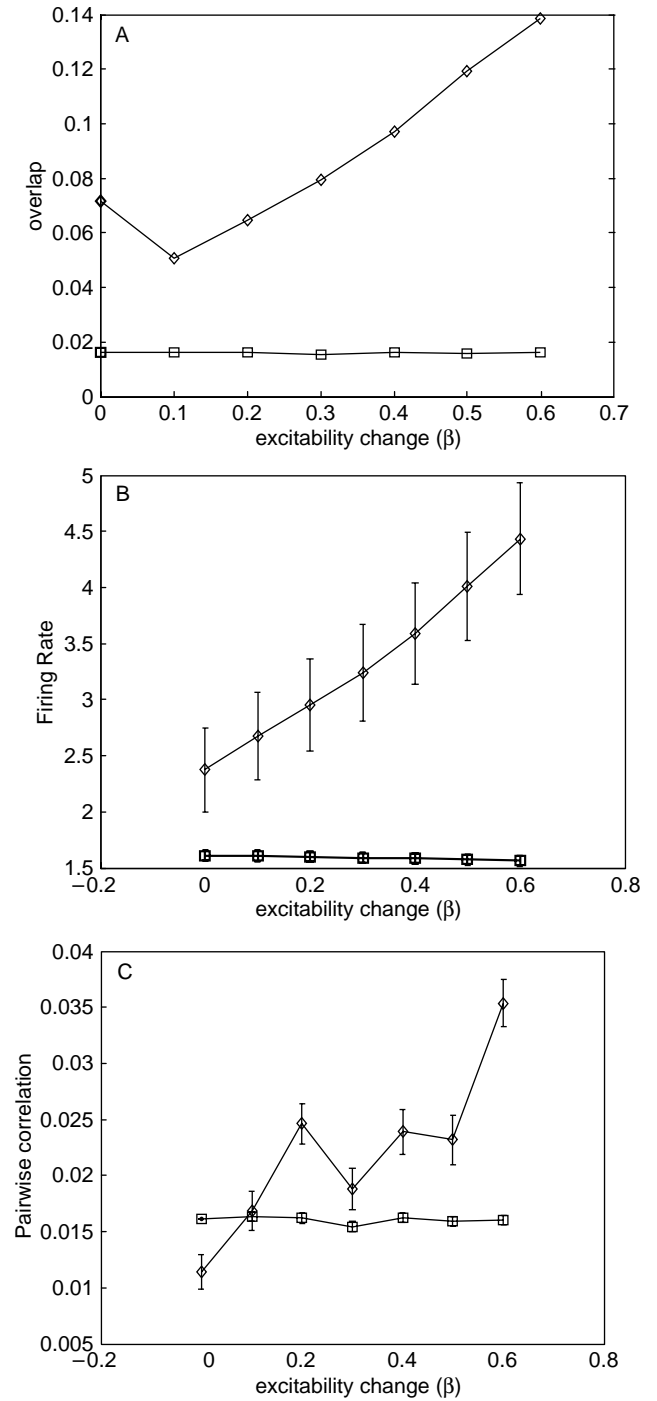 A
0.14
0.12
0.1
0.08
0.06
0.04
0.02
0
overlap
0 0.1 0.2 0.3 0.4 0.5 0.6 0.7
excitability change (β)
B
5
4.5
4
3.5
3
2.5
2
1.5
Firing Rate
−0.2 0 0.2 0.4 0.6 0.8
excitability change (β)
C
0.04
0.035
0.03
0.025
0.02
0.015
0.01
0.005
Pairwise correlation
−0.2 0 0.2 0.4 0.6 0.8
excitability change (β)